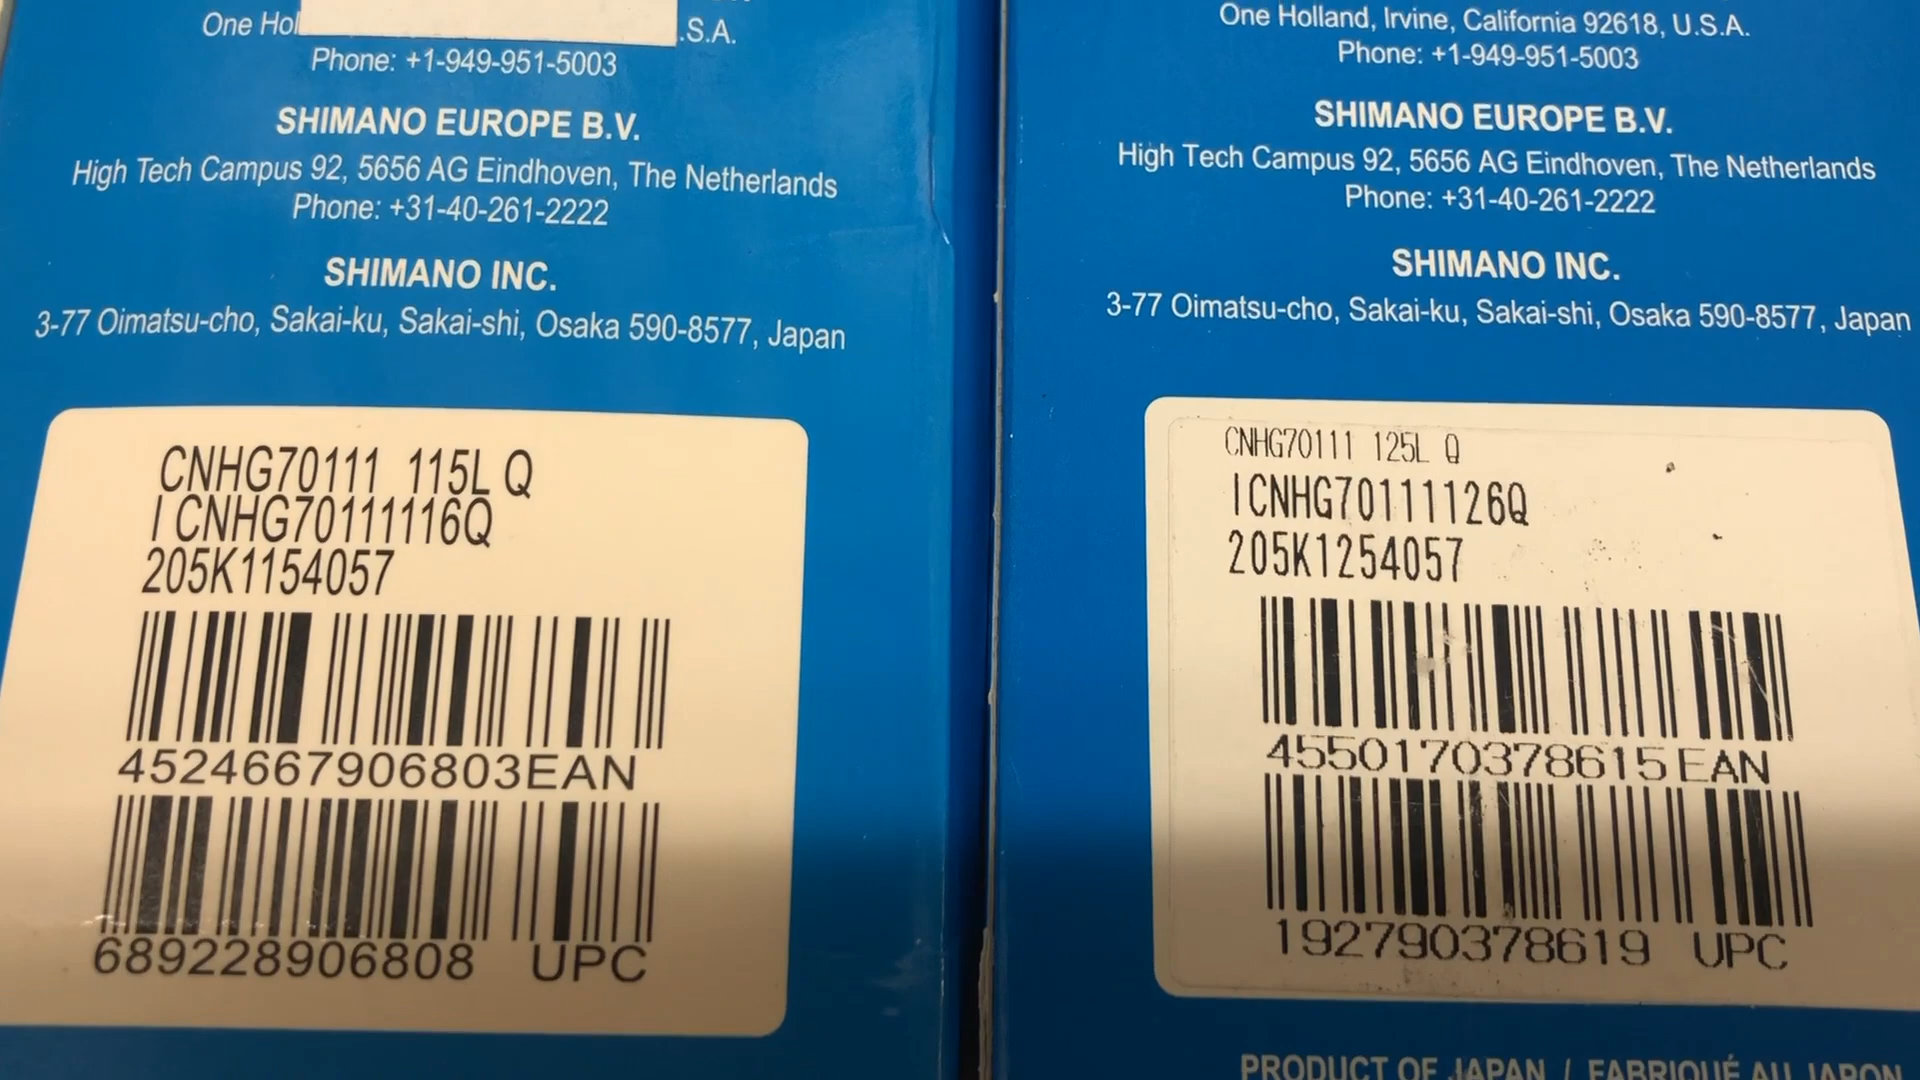 One Hol .S.A.
Phone: +1-949-951-5003
SHIMANO EUROPE B.V.
High Tech Campus 92, 5656 AG Eindhoven, The Netherlands
Phone: +31-40-261-2222
SHIMANO INC.
3-77 Oimatsu-cho, Sakai-ku, Sakai-shi, Osaka 590-8577, Japan
CNHG70111 115L Q
ICNHG70111116Q
205K1154057
4524667906803EAN
689228906808 UPC
One Holland, Irvine, California 92618, U.S.A.
Phone: +1-949-951-5003
SHIMANO EUROPE B.V.
High Tech Campus 92, 5656 AG Eindhoven, The Netherlands
Phone: +31-40-261-2222
SHIMANO INC.
3-77 Oimatsu-cho, Sakai-ku, Sakai-shi, Osaka 590-8577, Japan
CNHG70111 125L Q
ICNHG70111126Q
205K1254057
4550170378615EAN
192790378619 UPC
PRODUCT OF JAPAN / FABRIQUÉ AU JAPON